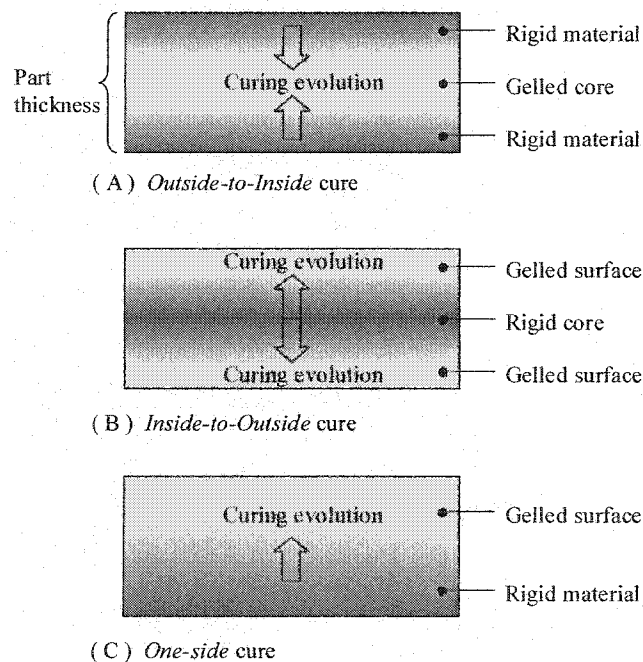 Rigid material
Part
thickness
Curing evolution
Gelled core
Rigid material
( A ) Outside-to-Inside cure
Curing evolution
Gelled surface
Rigid core
Curing evolution
Gelled surface
( B ) Inside-to-Outside cure
Curing evolution
Gelled surface
Rigid material
( C ) One-side cure